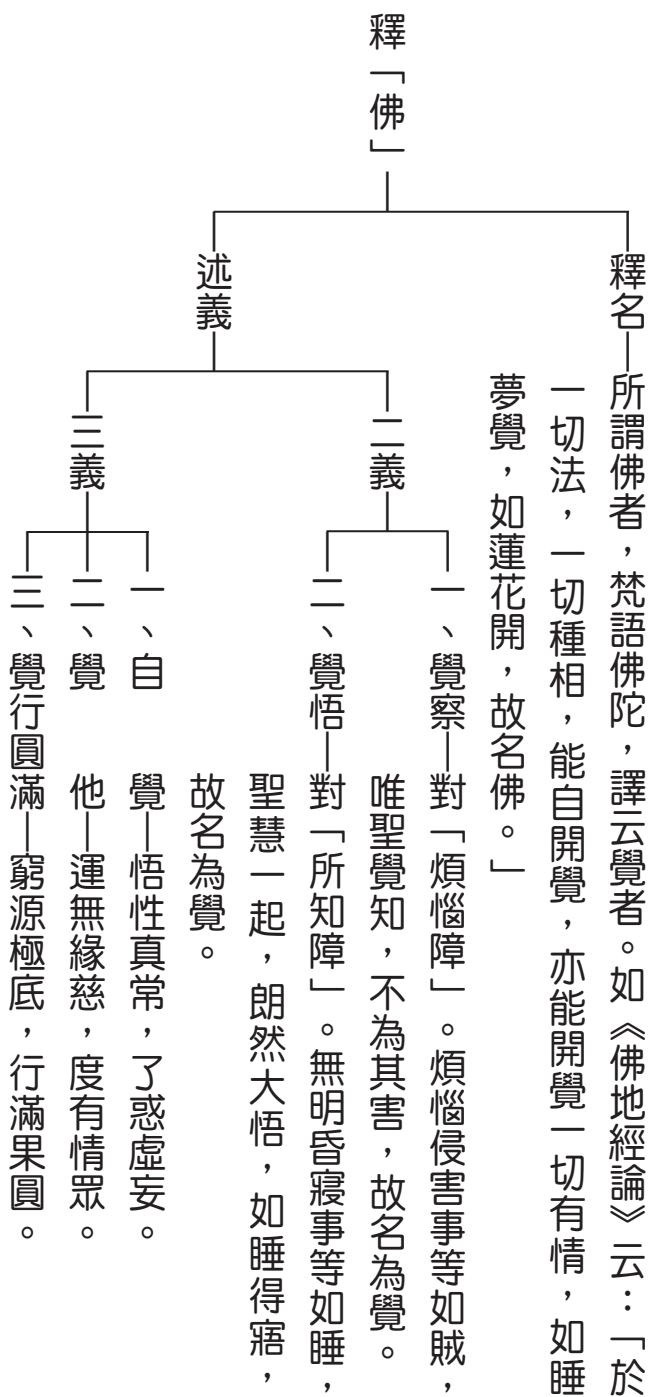 釋「佛」
釋名—所謂佛者，梵語佛陀，譯云覺者。如《佛地經論》云：「於
一切法，一切種相，能自開覺，亦能開覺一切有情，如睡
夢覺，如蓮花開，故名佛。」
述義
二義
一、覺察—對「煩惱障」。煩惱侵害事等如賊，
唯聖覺知，不為其害，故名為覺。
二、覺悟—對「所知障」。無明昏寢事等如睡，
聖慧一起，朗然大悟，如睡得寤，
故名為覺。
三義
一、自　　覺—悟性真常，了惑虛妄。
二、覺　　他—運無緣慈，度有情眾。
三、覺行圓滿—窮源極底，行滿果圓。